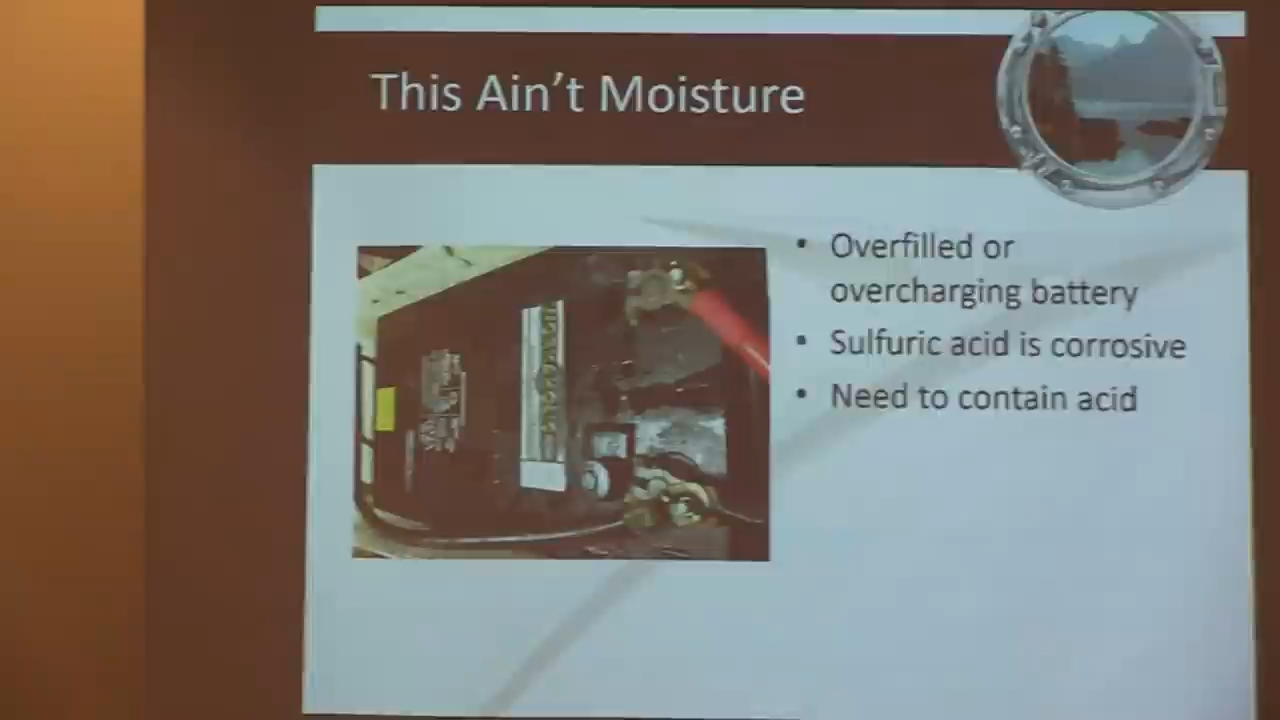 This Ain't Moisture
• Overfilled or
overcharging battery
• Sulfuric acid is corrosive
• Need to contain acid